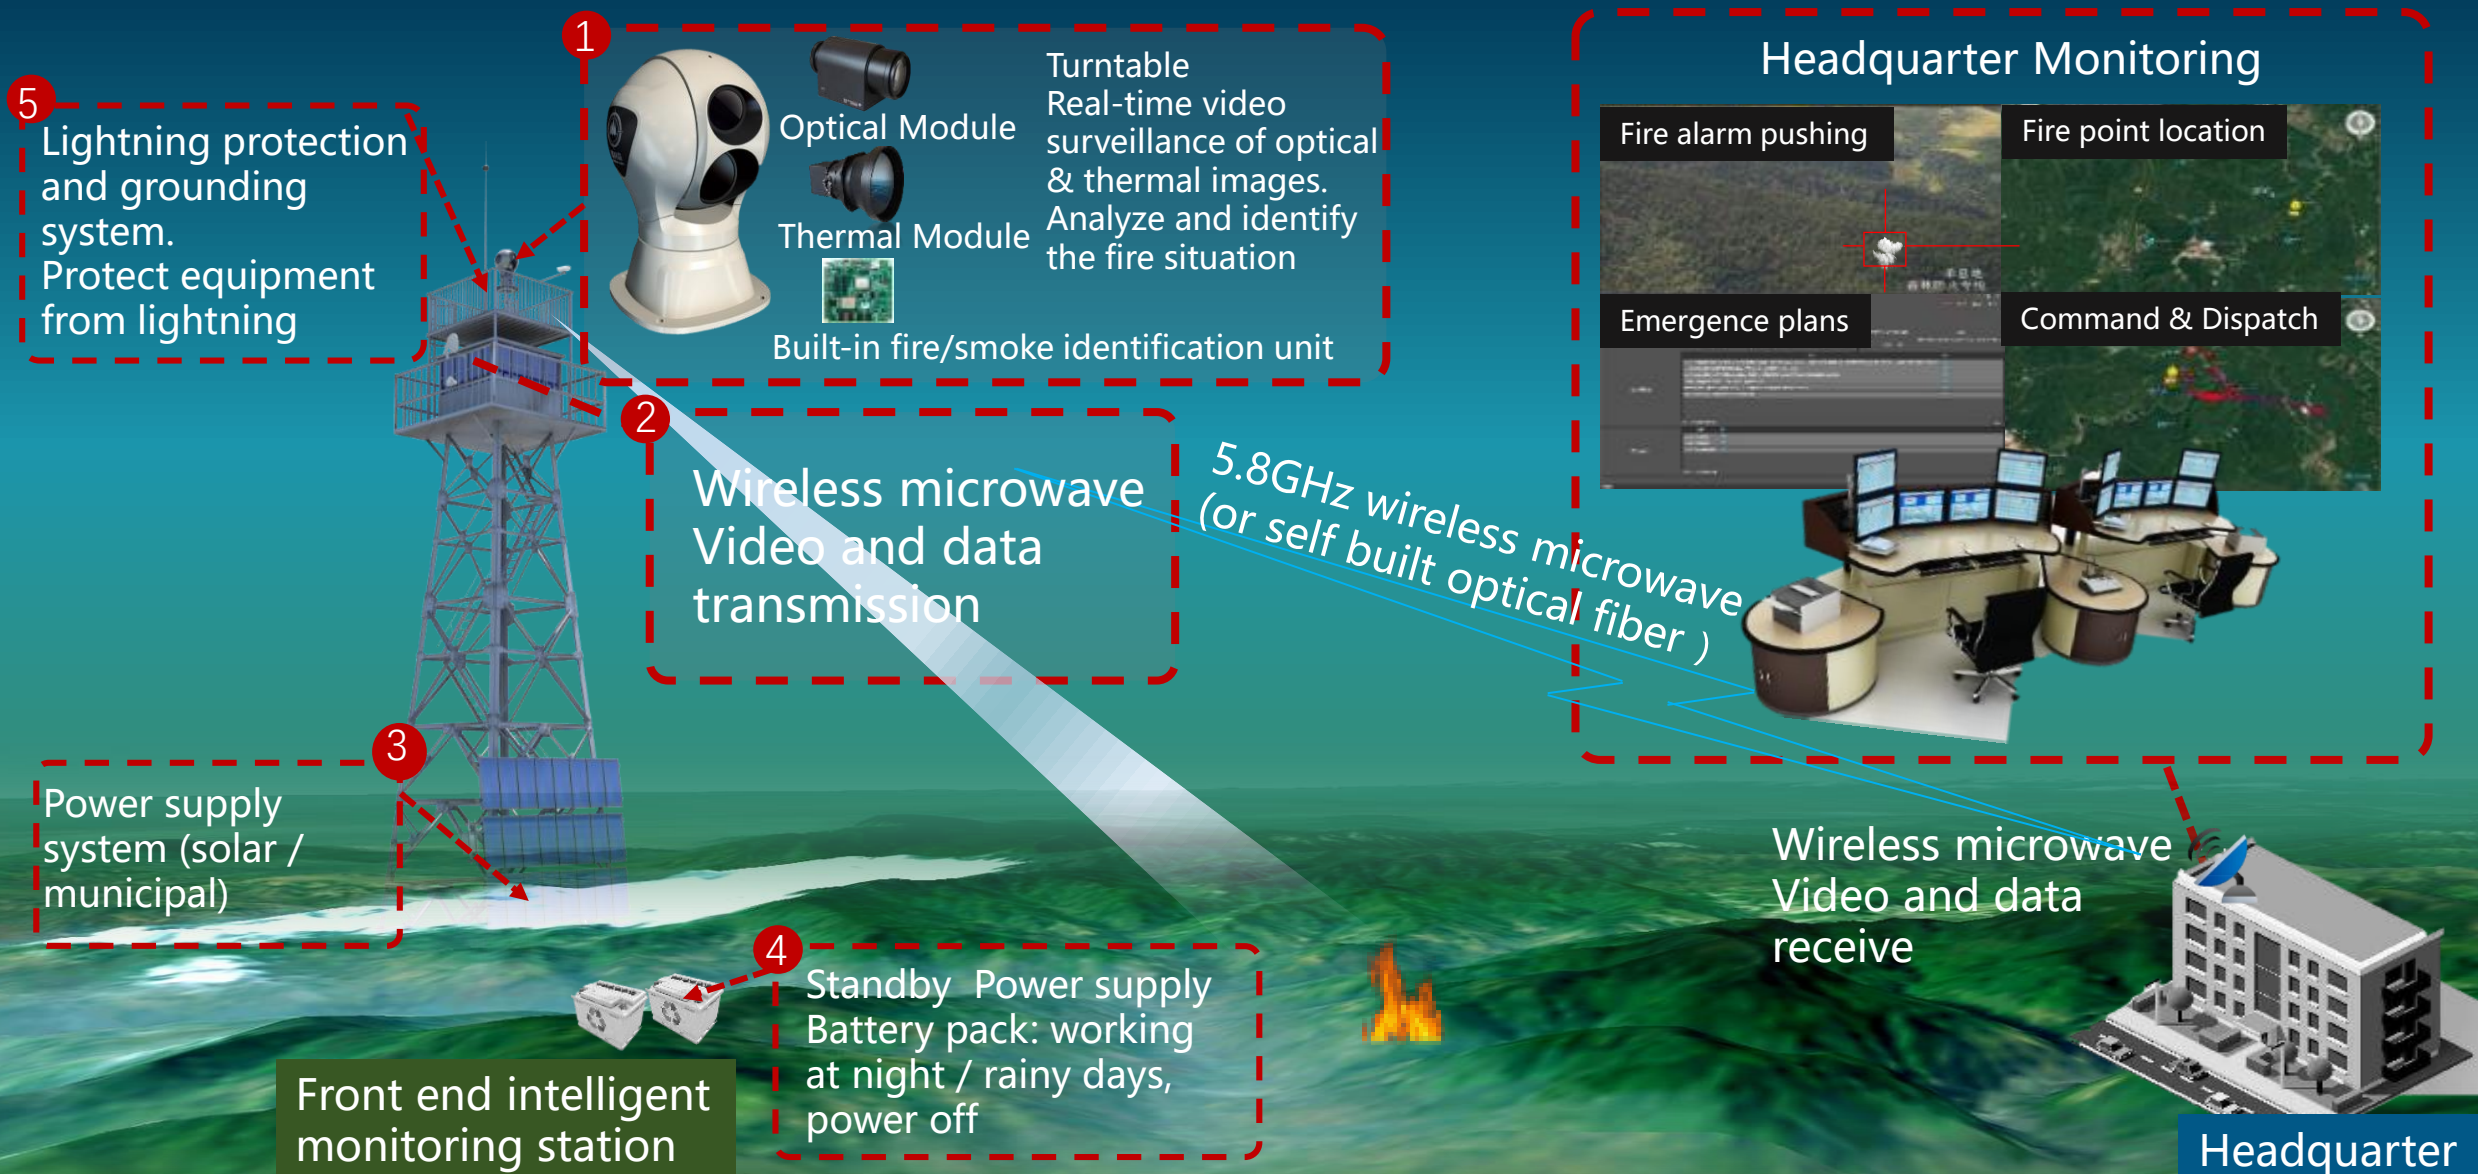 1
Optical Module
Thermal Module
Built-in fire/smoke identification unit
Turntable
Real-time video
surveillance of optical
& thermal images.
Analyze and identify
the fire situation
5
Lightning protection
and grounding
system.
Protect equipment
from lightning
2
Wireless microwave
Video and data
transmission
5.8GHz wireless microwave
(or self built optical fiber )
Headquarter Monitoring
Fire alarm pushing
Fire point location
Emergence plans
Command & Dispatch
3
Power supply
system (solar /
municipal)
4
Standby  Power supply
Battery pack: working
at night / rainy days,
power off
Wireless microwave
Video and data
receive
Front end intelligent
monitoring station
Headquarter